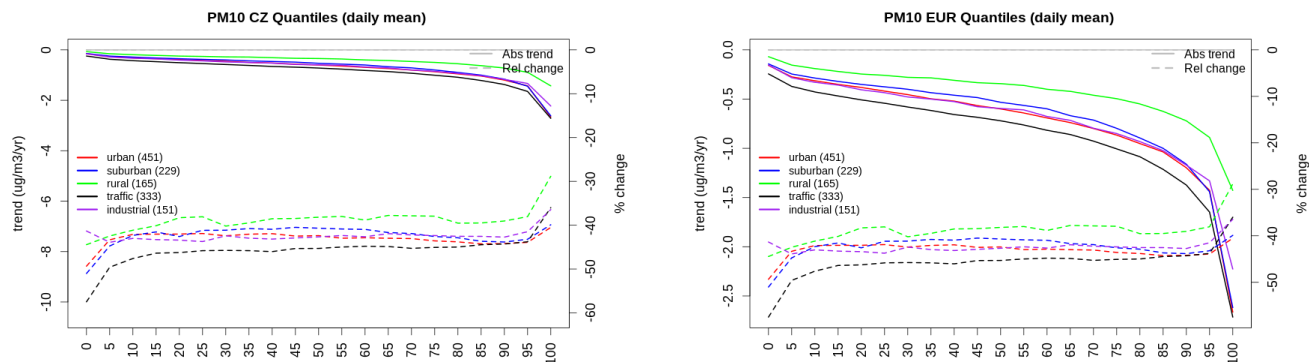 PM10 CZ Quantiles (daily mean)
0
2
-4
-6
-8
-10
trend (ug/m3/yr)
Abs trend
Rel change
urban (451)
suburban (229)
rural (165)
traffic (333)
industrial (151)
0
-10
-20
-30
-40
-50
-60
% change
0 5 10 15 20 25 30 35 40 45 50 55 60 65 70 75 80 85 90 95 100
PM10 EUR Quantiles (daily mean)
0.0
-0.5
-1.0
-1.5
-2.0
-2.5
trend (ug/m3/yr)
Abs trend
Rel change
urban (451)
suburban (229)
rural (165)
traffic (333)
industrial (151)
0
-10
-20
-30
-40
-50
% change
0 5 10 15 20 25 30 35 40 45 50 55 60 65 70 75 80 85 90 95 100